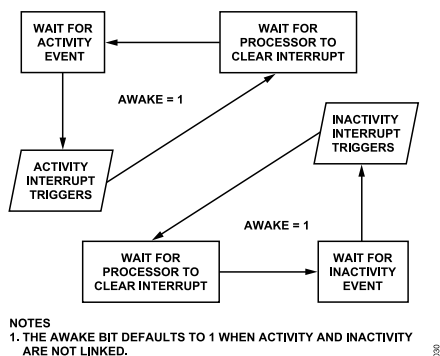 WAIT FOR
ACTIVITY
EVENT
WAIT FOR
PROCESSOR TO
CLEAR INTERRUPT
AWAKE = 1
ACTIVITY
INTERRUPT
TRIGGERS
INACTIVITY
INTERRUPT
TRIGGERS
AWAKE = 1
WAIT FOR
PROCESSOR TO
CLEAR INTERRUPT
WAIT FOR
INACTIVITY
EVENT
NOTES
1. THE AWAKE BIT DEFAULTS TO 1 WHEN ACTIVITY AND INACTIVITY
ARE NOT LINKED.
030